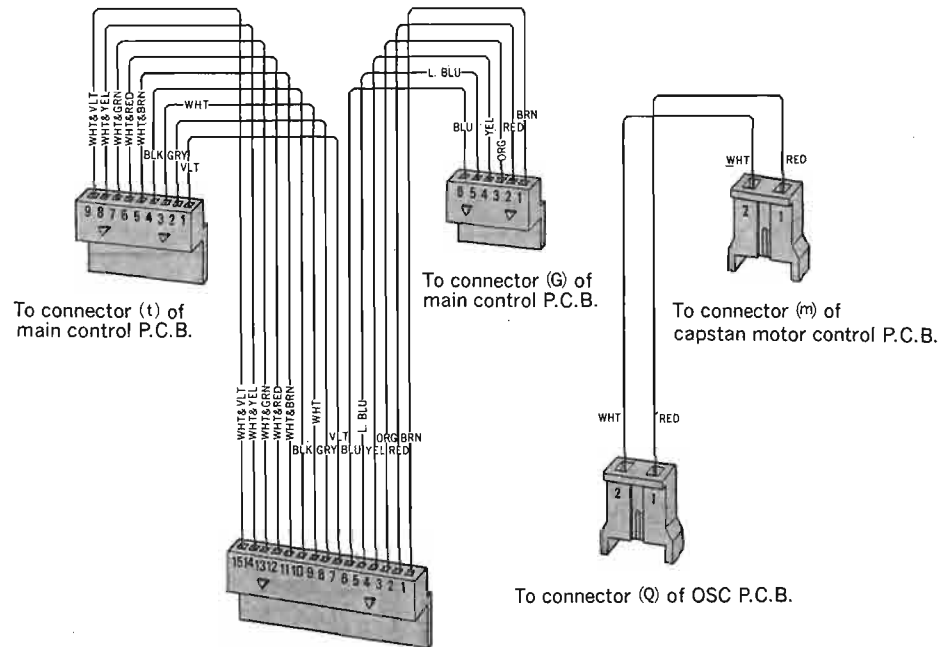 WHT&VLT
WHT&YEL
WHT&GRN
WHT&RED
WHT&BRN
BLK
WHT
GRY
VLT
9 8 7 6 5 4 3 2 1
To connector (t) of
main control P.C.B.
L. BLU
BLU
YEL
ORG
RED
BRN
6 5 4 3 2 1
To connector (G) of
main control P.C.B.
WHT
RED
2 1
To connector (m) of
capstan motor control P.C.B.
WHT&VLT
WHT&YEL
WHT&GRN
WHT&RED
WHT&BRN
BLK
WHT
GRY
VLT
BLU
L. BLU
YEL
ORG
RED
BRN
15 14 13 12 11 10 9 8 7 6 5 4 3 2 1
WHT
RED
2 1
To connector (Q) of OSC P.C.B.